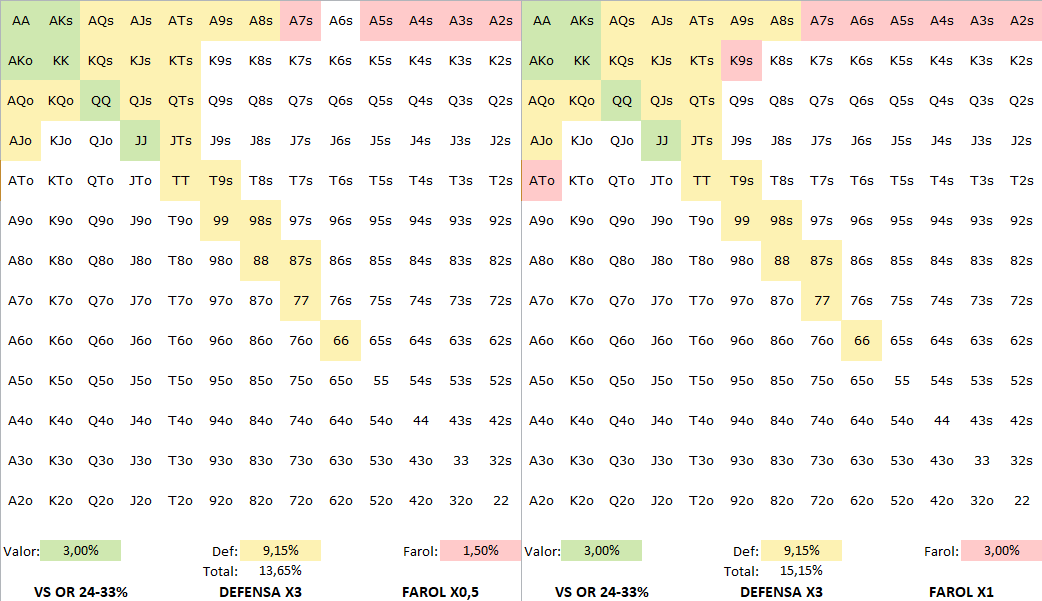 AA AKs AQs AJs ATs A9s A8s A7s A6s A5s A4s A3s A2s AA AKs AQs AJs ATs A9s A8s A7s A6s A5s A4s A3s A2s
AKo KK KQs KJs KTs K9s K8s K7s K6s K5s K4s K3s K2s AKo KK KQs KJs KTs K9s K8s K7s K6s K5s K4s K3s K2s
AQo KQo QQ QJs QTs Q9s Q8s Q7s Q6s Q5s Q4s Q3s Q2s AQo KQo QQ QJs QTs Q9s Q8s Q7s Q6s Q5s Q4s Q3s Q2s
AJo KJo QJo JJ JTs J9s J8s J7s J6s J5s J4s J3s J2s AJo KJo QJo JJ JTs J9s J8s J7s J6s J5s J4s J3s J2s
ATo KTo QTo JTo TT T9s T8s T7s T6s T5s T4s T3s T2s ATo KTo QTo JTo TT T9s T8s T7s T6s T5s T4s T3s T2s
A9o K9o Q9o J9o T9o 99 98s 97s 96s 95s 94s 93s 92s A9o K9o Q9o J9o T9o 99 98s 97s 96s 95s 94s 93s 92s
A8o K8o Q8o J8o T8o 98o 88 87s 86s 85s 84s 83s 82s A8o K8o Q8o J8o T8o 98o 88 87s 86s 85s 84s 83s 82s
A7o K7o Q7o J7o T7o 97o 87o 77 76s 75s 74s 73s 72s A7o K7o Q7o J7o T7o 97o 87o 77 76s 75s 74s 73s 72s
A6o K6o Q6o J6o T6o 96o 86o 76o 66 65s 64s 63s 62s A6o K6o Q6o J6o T6o 96o 86o 76o 66 65s 64s 63s 62s
A5o K5o Q5o J5o T5o 95o 85o 75o 65o 55 54s 53s 52s A5o K5o Q5o J5o T5o 95o 85o 75o 65o 55 54s 53s 52s
A4o K4o Q4o J4o T4o 94o 84o 74o 64o 54o 44 43s 42s A4o K4o Q4o J4o T4o 94o 84o 74o 64o 54o 44 43s 42s
A3o K3o Q3o J3o T3o 93o 83o 73o 63o 53o 43o 33 32s A3o K3o Q3o J3o T3o 93o 83o 73o 63o 53o 43o 33 32s
A2o K2o Q2o J2o T2o 92o 82o 72o 62o 52o 42o 32o 22 A2o K2o Q2o J2o T2o 92o 82o 72o 62o 52o 42o 32o 22
Valor: 3,00% Def: 9,15% Farol: 1,50% Valor: 3,00% Def: 9,15% Farol: 3,00%
Total: 13,65% Total: 15,15%
VS OR 24-33% DEFENSA X3 FAROL X0,5 VS OR 24-33% DEFENSA X3 FAROL X1